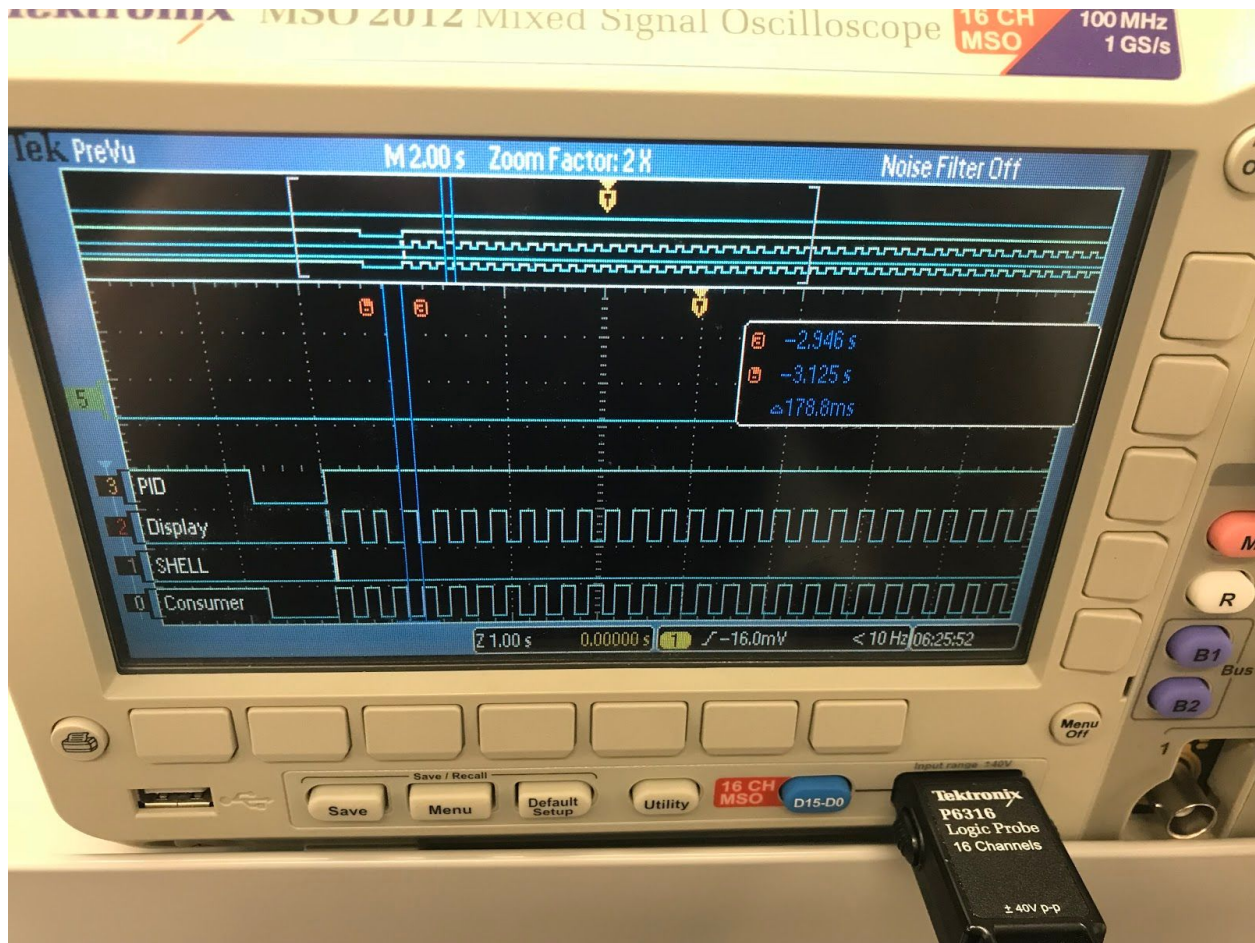 MSO 2012 Mixed Signal Oscilloscope
16 CH
MSO
100 MHz
1 GS/s
Tek PreVu
M 2.00 s
Zoom Factor: 2 X
Noise Filter Off
T
b
a
T
a -2.946 s
b -3.125 s
△178.8ms
5
3 PID
2 Display
1 SHELL
0 Consumer
Z 1.00 s
0.00000 s
1
-16.0mV
< 10 Hz
06:25:52
M
R
B1
Bus
B2
Menu
Off
1
Save / Recall
Save
Menu
Default
Setup
Utility
16 CH
MSO
D15-D0
Input range ±40V
Tektronix
P6316
Logic Probe
16 Channels
± 40V p-p